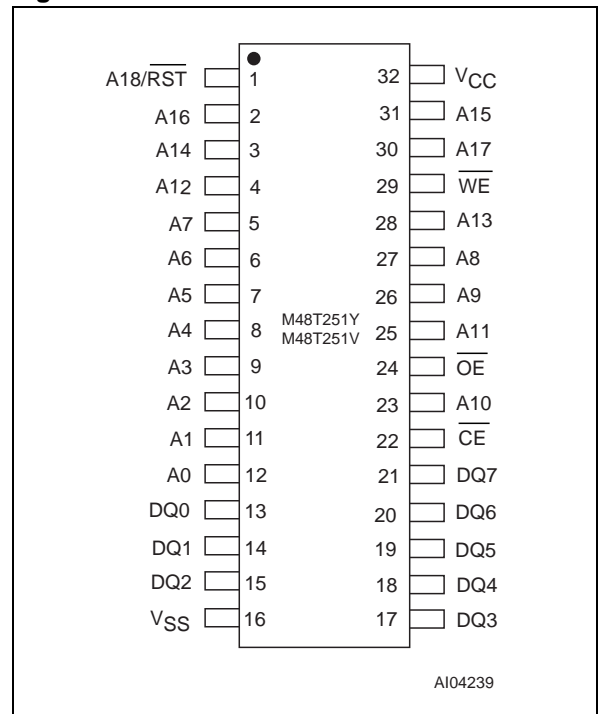 A18/RST 1 32 VCC
A16 2 31 A15
A14 3 30 A17
A12 4 29 WE
A7 5 28 A13
A6 6 27 A8
A5 7 26 A9
A4 8 M48T251Y M48T251V 25 A11
A3 9 24 OE
A2 10 23 A10
A1 11 22 CE
A0 12 21 DQ7
DQ0 13 20 DQ6
DQ1 14 19 DQ5
DQ2 15 18 DQ4
VSS 16 17 DQ3
AI04239